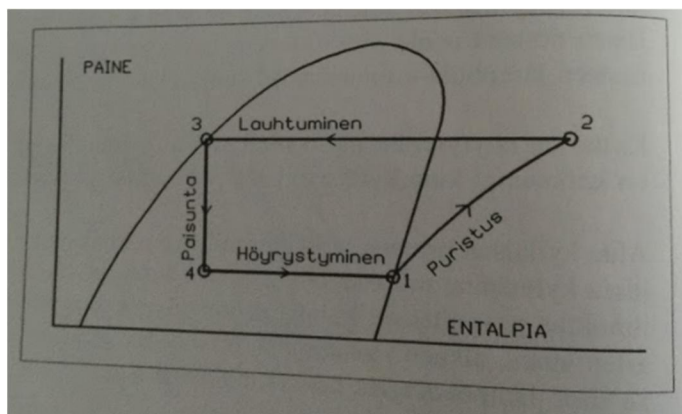 PAINE
3
Lauhtuminen
2
Paisunta
4
Höyrystyminen
1
Puristus
ENTALPIA